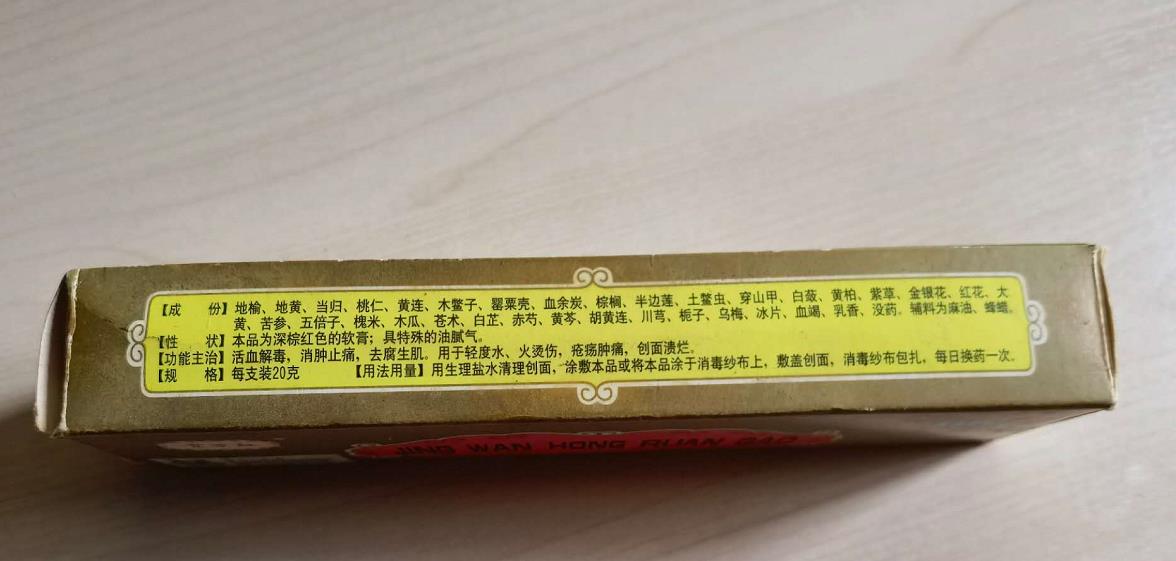 【成 份】地榆、地黄、当归、桃仁、黄连、木鳖子、罂粟壳、血余炭、棕榈、半边莲、土鳖虫、穿山甲、白蔹、黄柏、紫草、金银花、红花、大
黄、苦参、五倍子、槐米、木瓜、苍术、白芷、赤芍、黄芩、胡黄连、川芎、栀子、乌梅、冰片、血竭、乳香、没药。辅料为麻油、蜂蜡。
【性 状】本品为深棕红色的软膏；具特殊的油腻气。
【功能主治】活血解毒，消肿止痛，去腐生肌。用于轻度水、火烫伤，疮疡肿痛，创面溃烂。
【规 格】每支装20克 【用法用量】用生理盐水清理创面，涂敷本品或将本品涂于消毒纱布上，敷盖创面，消毒纱布包扎，每日换药一次。
JING WAN HONG RUAN GAO